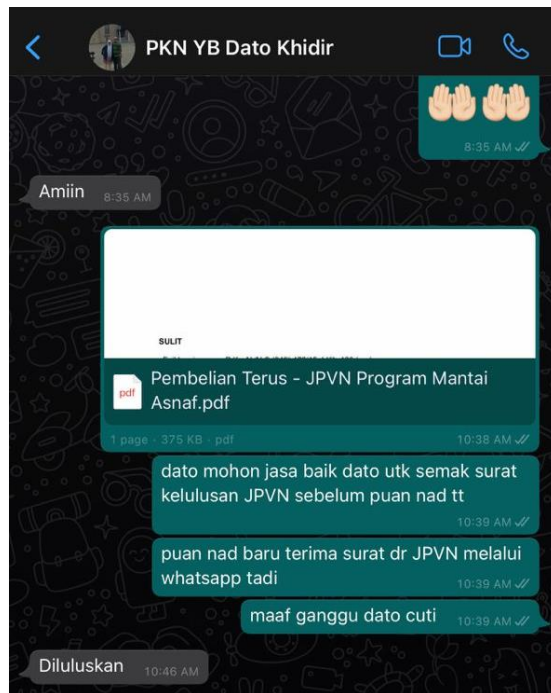 PKN YB Dato Khidir
8:35 AM
Amiin 8:35 AM
SULIT
pdf
Pembelian Terus - JPVN Program Mantai
Asnaf.pdf
1 page · 375 KB · pdf 10:38 AM
dato mohon jasa baik dato utk semak surat
kelulusan JPVN sebelum puan nad tt
10:39 AM
puan nad baru terima surat dr JPVN melalui
whatsapp tadi
10:39 AM
maaf ganggu dato cuti 10:39 AM
Diluluskan 10:46 AM